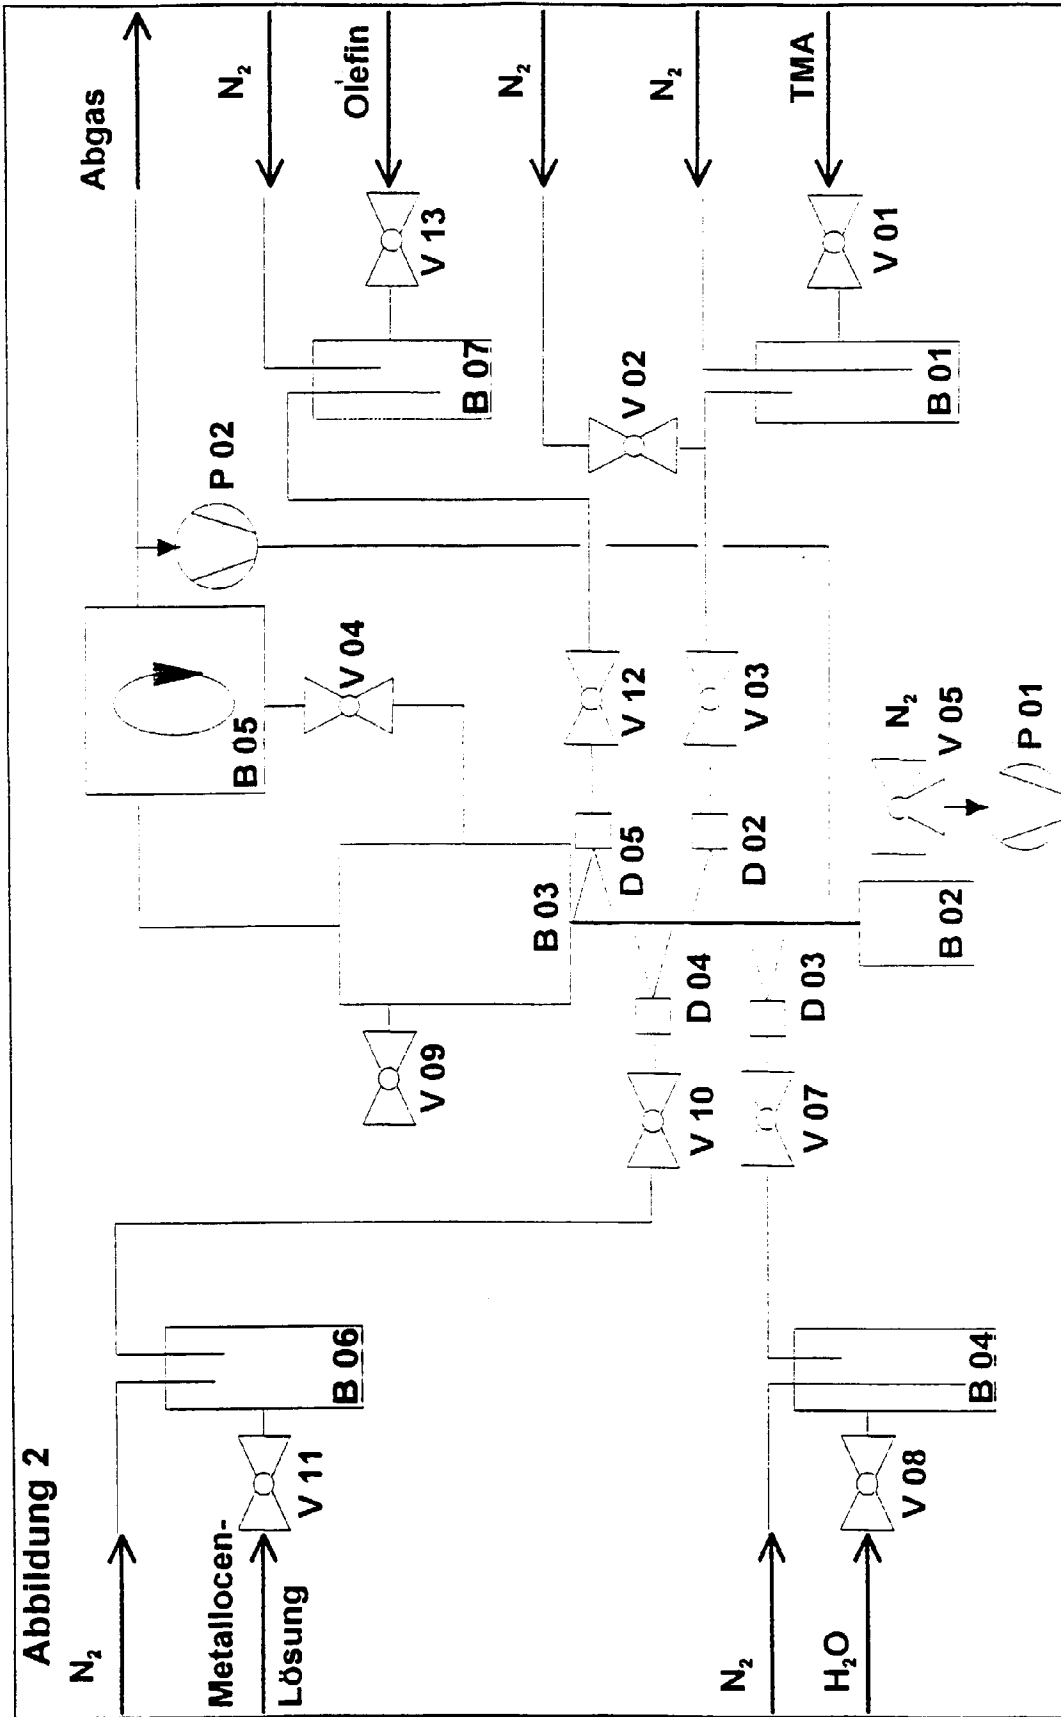 Abbildung 2
N₂
Metallocen-
Lösung
V 11
B 06
N₂
H₂O
V 08
B 04
V 09
V 10
D 04
V 07
D 03
B 03
B 05
V 04
D 05
V 12
D 02
V 03
B 02
N₂
V 05
P 01
P 02
Abgas
N₂
Olefin
V 13
B 07
N₂
V 02
N₂
TMA
V 01
B 01